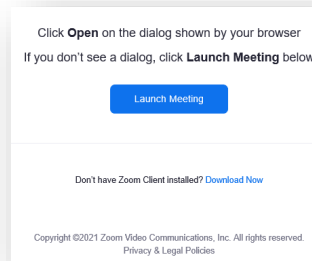 Click Open on the dialog shown by your browser
If you don't see a dialog, click Launch Meeting below
Launch Meeting
Don't have Zoom Client installed? Download Now
Copyright ©2021 Zoom Video Communications, Inc. All rights reserved.
Privacy & Legal Policies